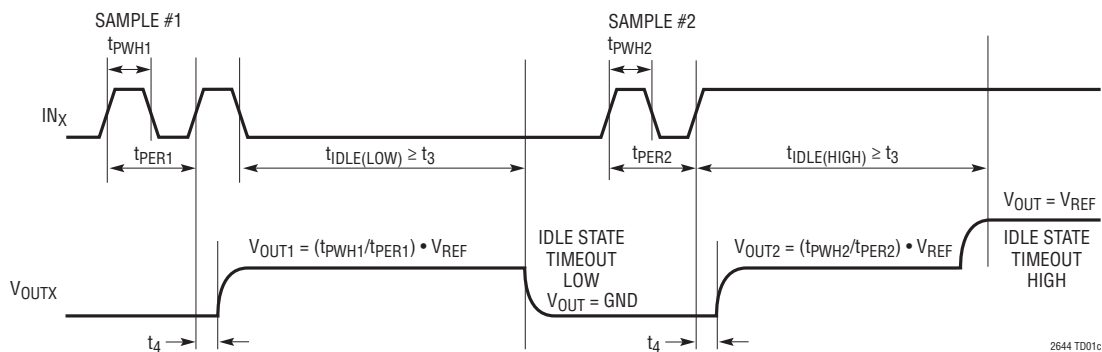 SAMPLE #1
tPWH1
SAMPLE #2
tPWH2
INX
tPER1
tIDLE(LOW) ≥ t3
tPER2
tIDLE(HIGH) ≥ t3
VOUT = VREF
VOUT1 = (tPWH1/tPER1) • VREF
IDLE STATE
TIMEOUT
LOW
VOUT = GND
VOUT2 = (tPWH2/tPER2) • VREF
IDLE STATE
TIMEOUT
HIGH
VOUTX
t4
t4
2644 TD01c